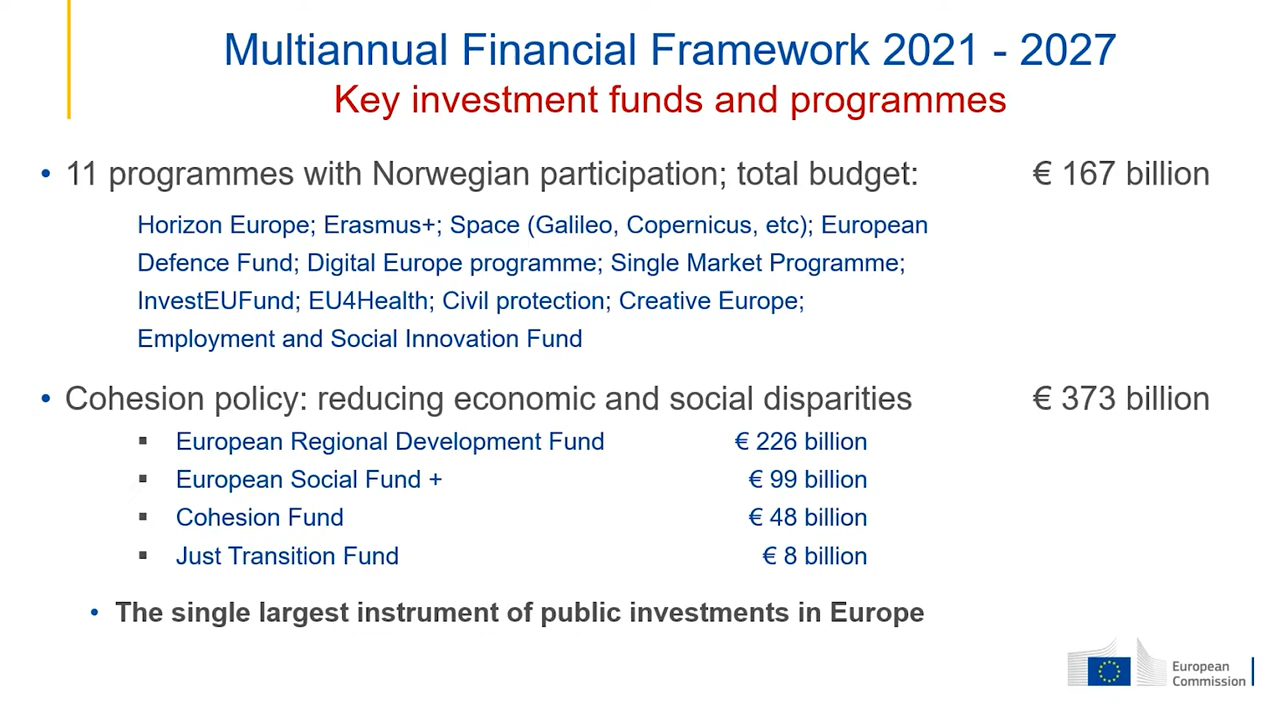 Multiannual Financial Framework 2021 - 2027
Key investment funds and programmes
• 11 programmes with Norwegian participation; total budget: € 167 billion
Horizon Europe; Erasmus+; Space (Galileo, Copernicus, etc); European
Defence Fund; Digital Europe programme; Single Market Programme;
InvestEUFund; EU4Health; Civil protection; Creative Europe;
Employment and Social Innovation Fund
• Cohesion policy: reducing economic and social disparities € 373 billion
▪ European Regional Development Fund € 226 billion
▪ European Social Fund + € 99 billion
▪ Cohesion Fund € 48 billion
▪ Just Transition Fund € 8 billion
• The single largest instrument of public investments in Europe
European
Commission